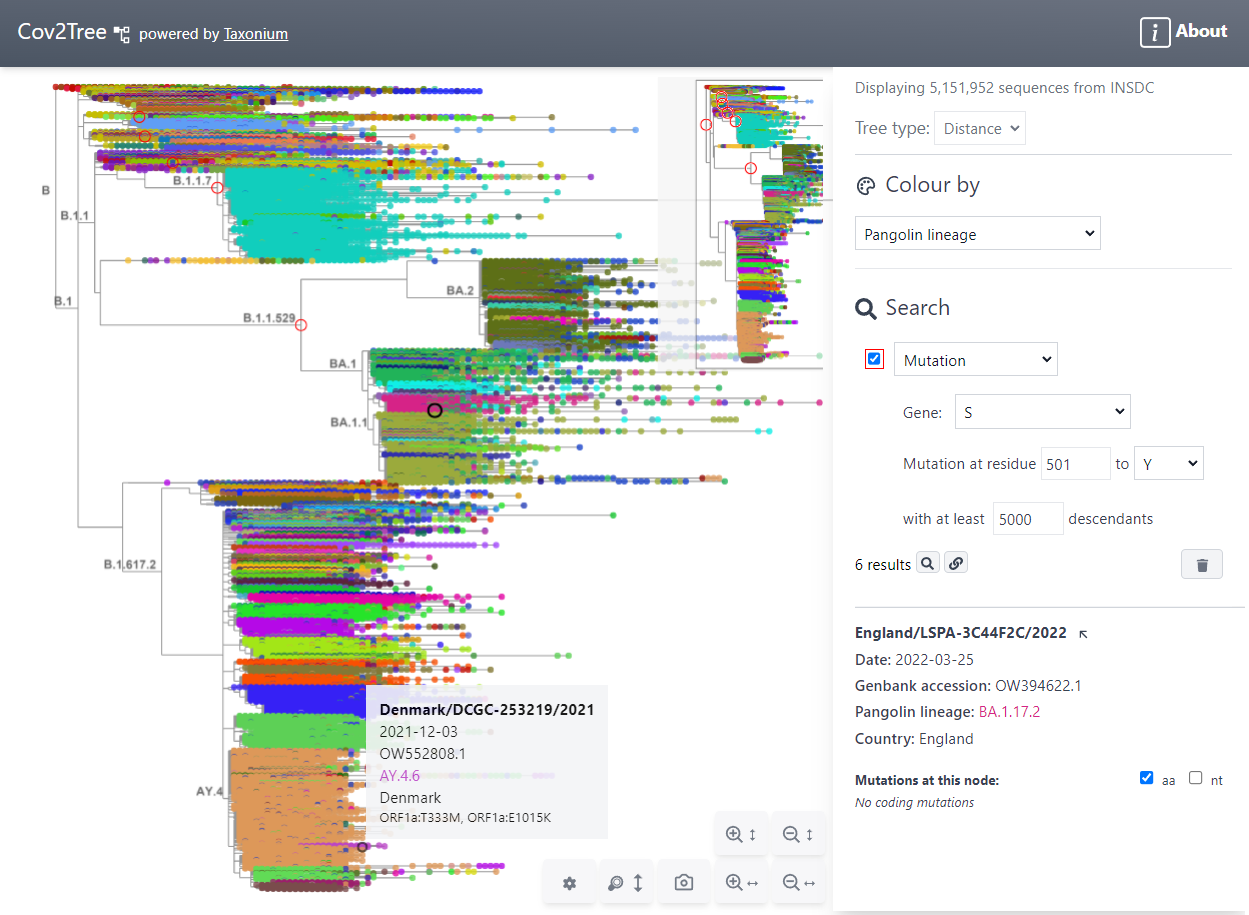 Cov2Tree powered by Taxonium
i About
Displaying 5,151,952 sequences from INSDC
Tree type: Distance
Colour by
Pangolin lineage
Search
Mutation
Gene: S
Mutation at residue 501 to Y
with at least 5000 descendants
6 results
England/LSPA-3C44F2C/2022
Date: 2022-03-25
Genbank accession: OW394622.1
Pangolin lineage: BA.1.17.2
Country: England
Mutations at this node: aa nt
No coding mutations
B.1.1.7
B
B.1.1
BA.2
B.1
B.1.1.529
BA.1
BA.1.1
B.1.617.2
AY.4
Denmark/DCGC-253219/2021
2021-12-03
OW552808.1
AY.4.6
Denmark
ORF1a:T333M, ORF1a:E1015K